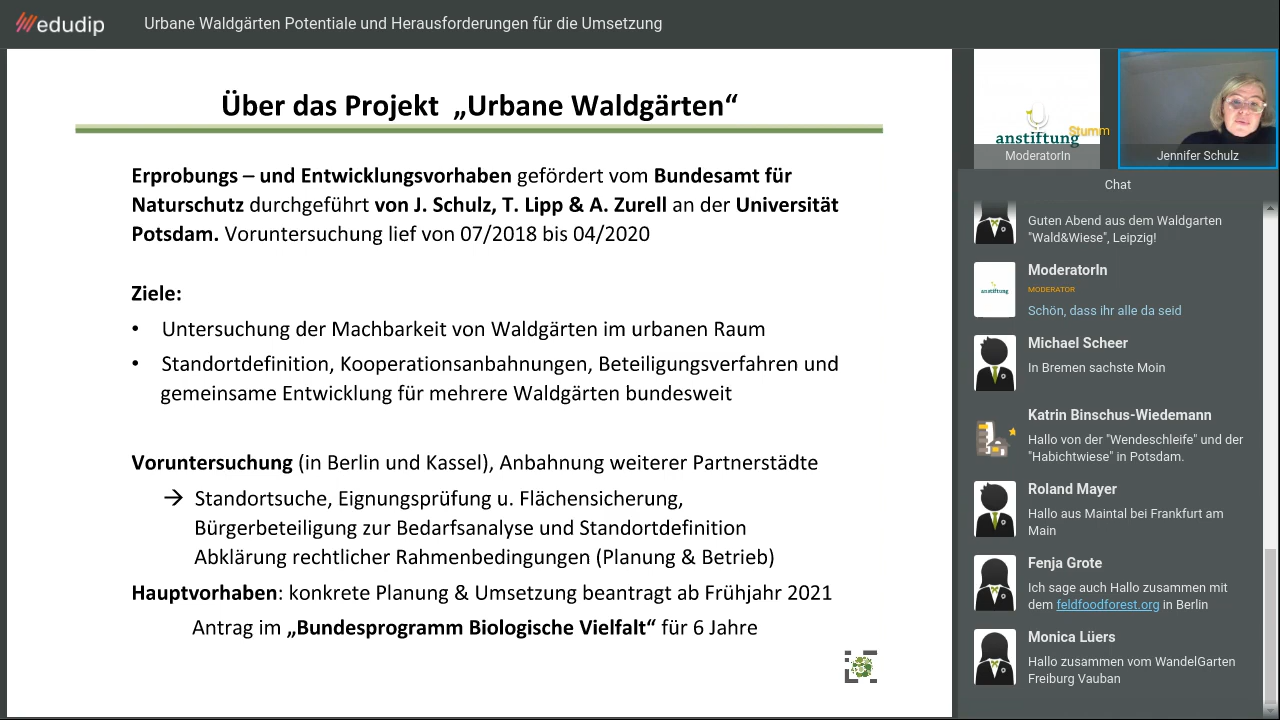 edudip
Urbane Waldgärten Potentiale und Herausforderungen für die Umsetzung
Über das Projekt „Urbane Waldgärten“
Erprobungs – und Entwicklungsvorhaben gefördert vom Bundesamt für
Naturschutz durchgeführt von J. Schulz, T. Lipp & A. Zurell an der Universität
Potsdam. Voruntersuchung lief von 07/2018 bis 04/2020
Ziele:
• Untersuchung der Machbarkeit von Waldgärten im urbanen Raum
• Standortdefinition, Kooperationsanbahnungen, Beteiligungsverfahren und
gemeinsame Entwicklung für mehrere Waldgärten bundesweit
Voruntersuchung (in Berlin und Kassel), Anbahnung weiterer Partnerstädte
→ Standortsuche, Eignungsprüfung u. Flächensicherung,
Bürgerbeteiligung zur Bedarfsanalyse und Standortdefinition
Abklärung rechtlicher Rahmenbedingungen (Planung & Betrieb)
Hauptvorhaben: konkrete Planung & Umsetzung beantragt ab Frühjahr 2021
Antrag im „Bundesprogramm Biologische Vielfalt“ für 6 Jahre
Stumm
anstiftung
ModeratorIn
Jennifer Schulz
Chat
Guten Abend aus dem Waldgarten
"Wald&Wiese", Leipzig!
anstiftung
ModeratorIn
MODERATOR
Schön, dass ihr alle da seid
Michael Scheer
In Bremen sachste Moin
Katrin Binschus-Wiedemann
Hallo von der "Wendeschleife" und der
"Habichtwiese" in Potsdam.
Roland Mayer
Hallo aus Maintal bei Frankfurt am
Main
Fenja Grote
Ich sage auch Hallo zusammen mit
dem feldfoodforest.org in Berlin
Monica Lüers
Hallo zusammen vom WandelGarten
Freiburg Vauban